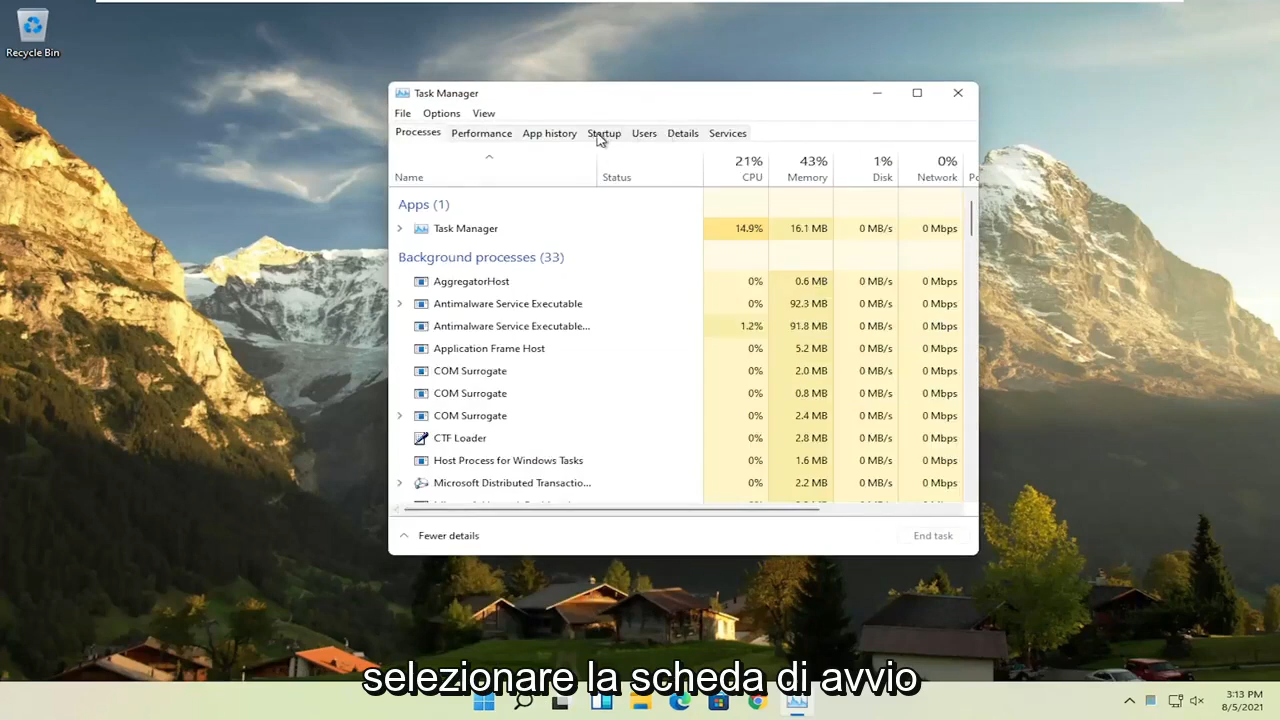 Recycle Bin
Task Manager
File Options View
Processes Performance App history Startup Users Details Services
21% 43% 1% 0%
Name Status CPU Memory Disk Network
Apps (1)
Task Manager 14.9% 16.1 MB 0 MB/s 0 Mbps
Background processes (33)
AggregatorHost 0% 0.6 MB 0 MB/s 0 Mbps
Antimalware Service Executable 0% 92.3 MB 0 MB/s 0 Mbps
Antimalware Service Executable... 1.2% 91.8 MB 0 MB/s 0 Mbps
Application Frame Host 0% 5.2 MB 0 MB/s 0 Mbps
COM Surrogate 0% 2.0 MB 0 MB/s 0 Mbps
COM Surrogate 0% 0.8 MB 0 MB/s 0 Mbps
COM Surrogate 0% 2.4 MB 0 MB/s 0 Mbps
CTF Loader 0% 2.8 MB 0 MB/s 0 Mbps
Host Process for Windows Tasks 0% 1.6 MB 0 MB/s 0 Mbps
Microsoft Distributed Transactio... 0% 2.2 MB 0 MB/s 0 Mbps
Fewer details End task
selezionare la scheda di avvio
3:13 PM
8/5/2021